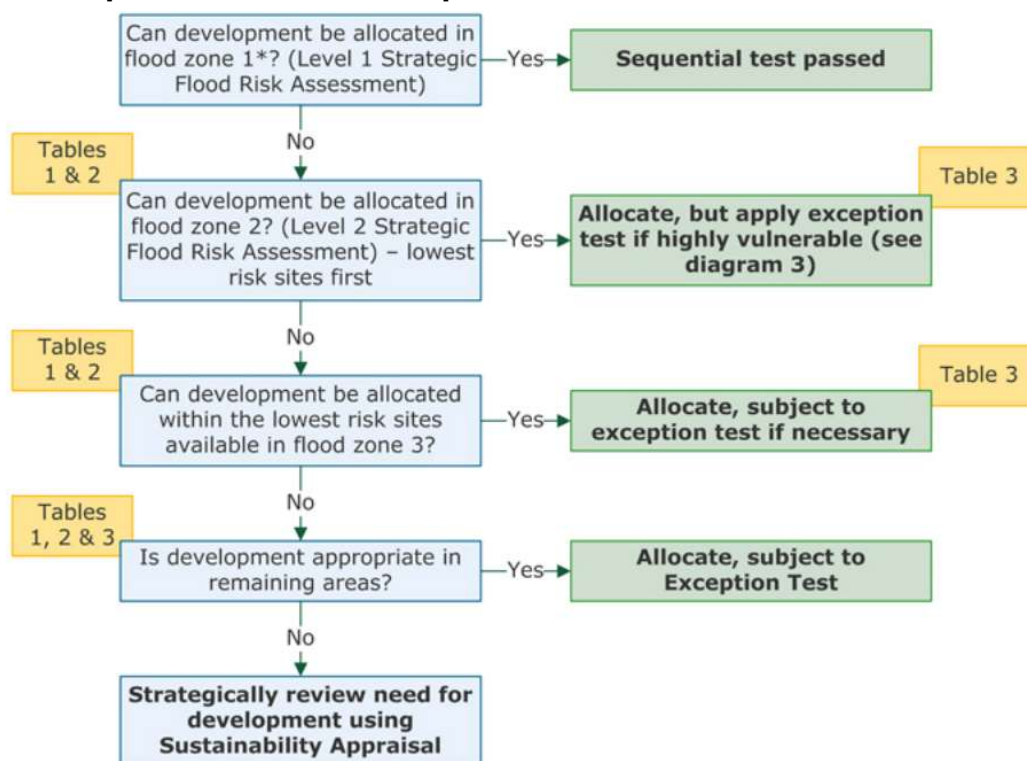 Can development be allocated in
flood zone 1*? (Level 1 Strategic
Flood Risk Assessment)
Yes
Sequential test passed
No
Tables
1 & 2
Table 3
Can development be allocated in
flood zone 2? (Level 2 Strategic
Flood Risk Assessment) – lowest
risk sites first
Yes
Allocate, but apply exception
test if highly vulnerable (see
diagram 3)
No
Tables
1 & 2
Table 3
Can development be allocated
within the lowest risk sites
available in flood zone 3?
Yes
Allocate, subject to
exception test if necessary
No
Tables
1, 2 & 3
Is development appropriate in
remaining areas?
Yes
Allocate, subject to
Exception Test
No
Strategically review need for
development using
Sustainability Appraisal